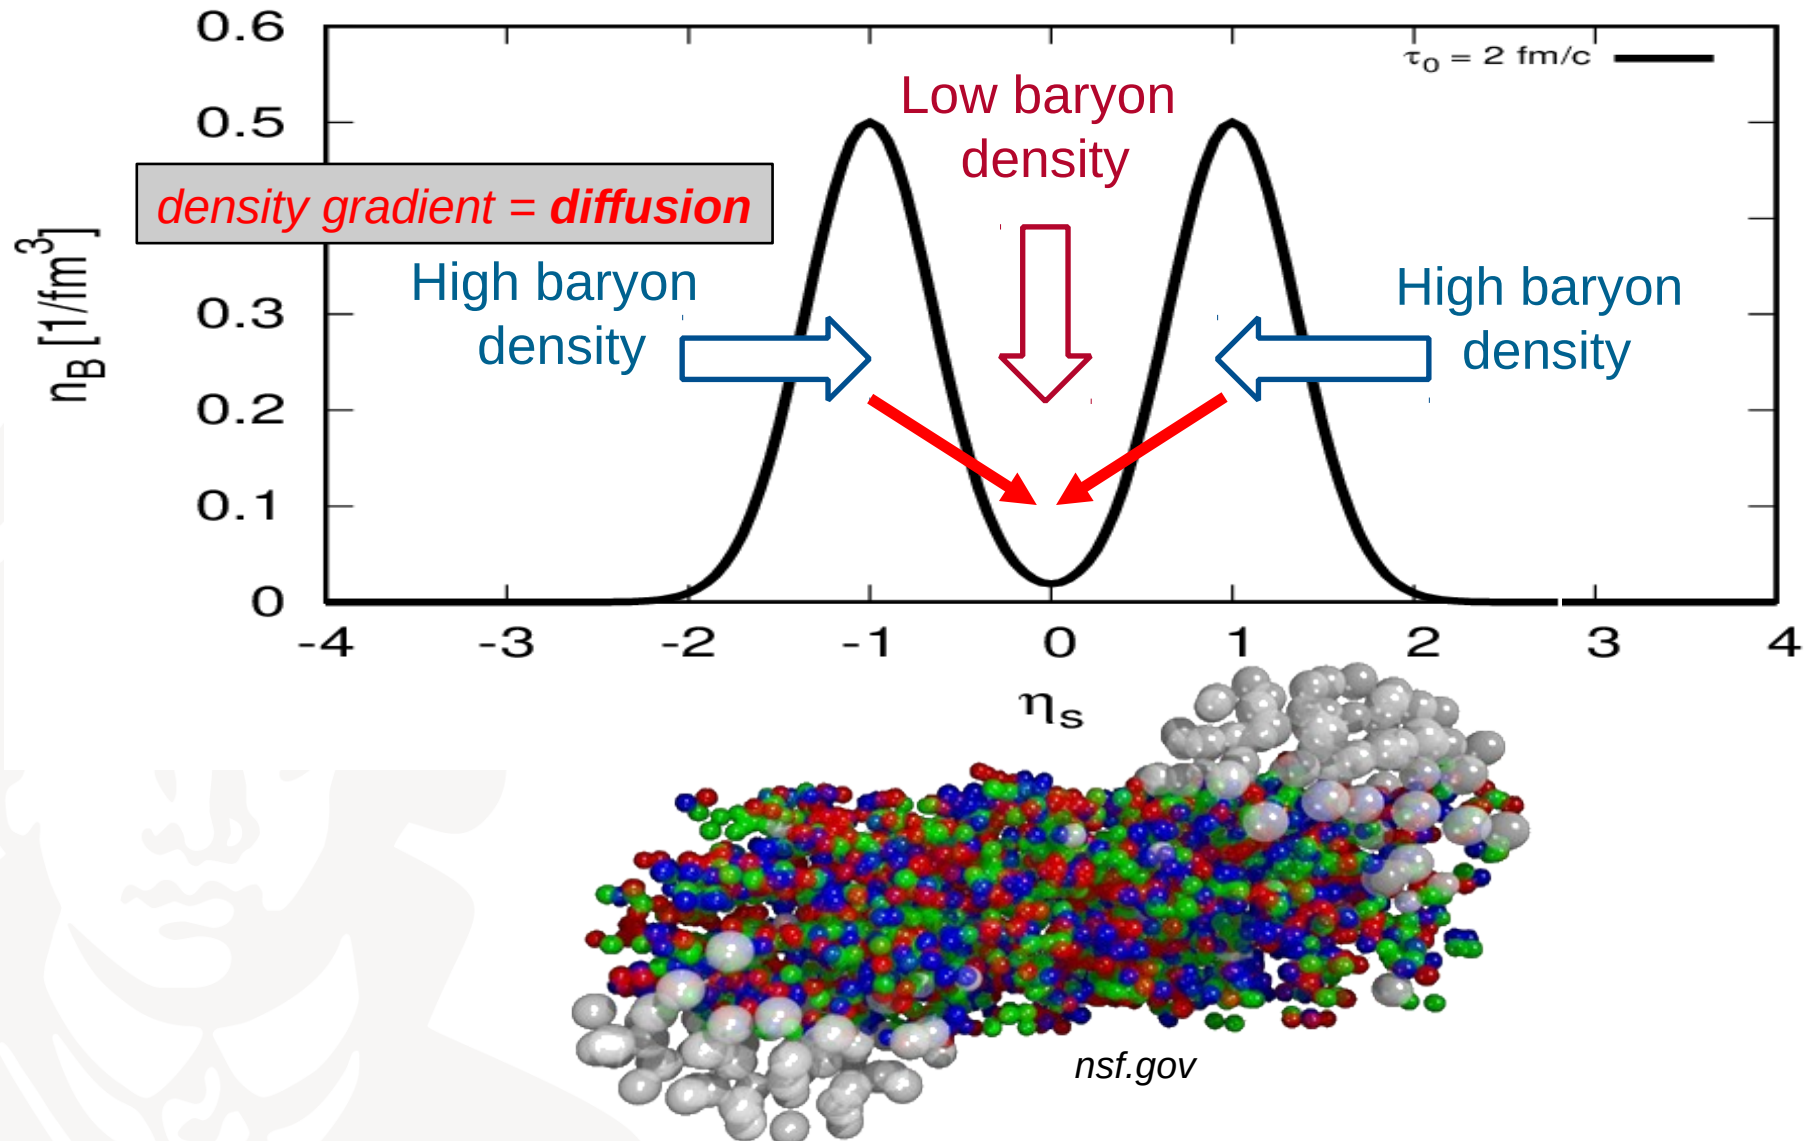 0.6
τ0 = 2 fm/c
Low baryon
density
0.5
density gradient = diffusion
nB [1/fm3]
High baryon
density
High baryon
density
0.3
0.2
0.1
0
-4 -3 -2 -1 0 1 2 3 4
ηs
nsf.gov